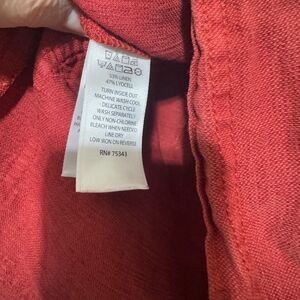 53% LINEN
47% LYOCELL
TURN INSIDE OUT
MACHINE WASH COOL
- DELICATE CYCLE
WASH SEPARATELY
ONLY NON-CHLORINE
BLEACH WHEN NEEDED
LINE DRY
LOW IRON ON REVERSE
RN# 75343